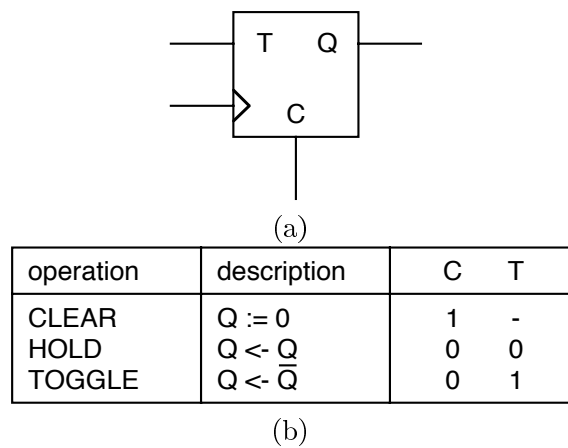 T Q
C
(a)
operation description C T
CLEAR Q := 0 1 -
HOLD Q <- Q 0 0
TOGGLE Q <- Q̅ 0 1
(b)